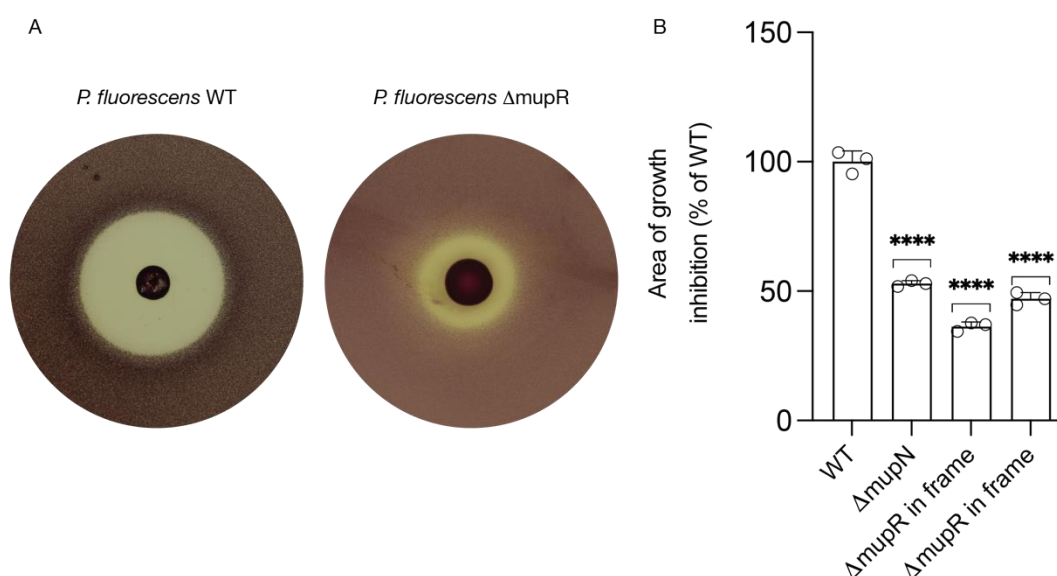 A
P. fluorescens WT
P. fluorescens ΔmupR
B
Area of growth
inhibition (% of WT)
150
100
50
0
****
****
****
WT
ΔmupN
ΔmupR in frame
ΔmupR in frame